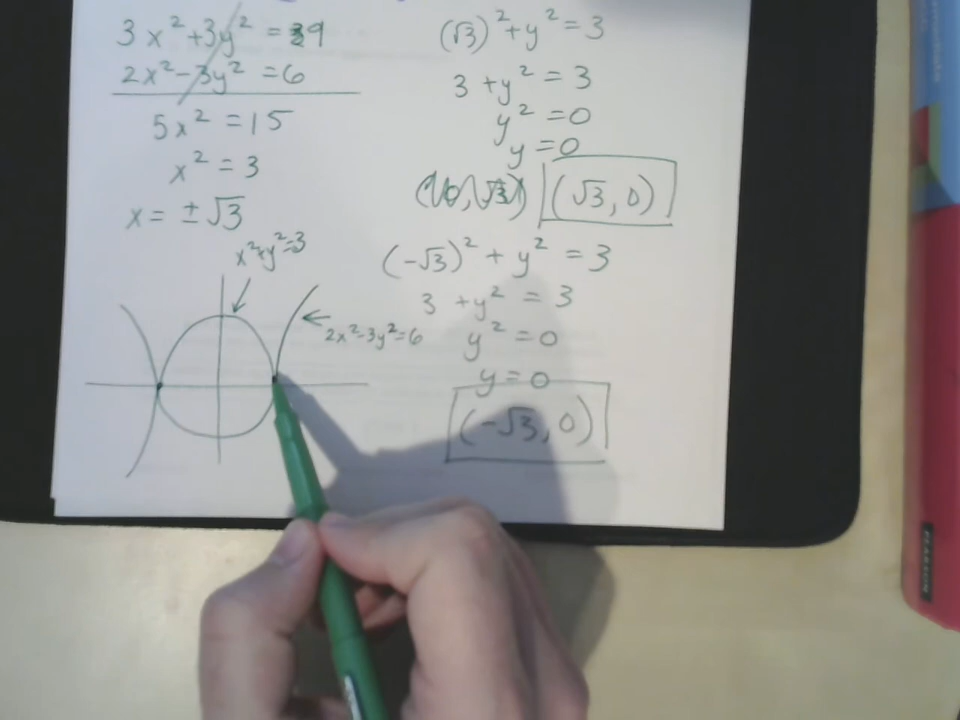 3x²+3y² = 9
2x²-3y² = 6
5x² = 15
x² = 3
x = ±√3
x²+y²=3
2x²-3y²=6
(√3)²+y² = 3
3 + y² = 3
y² = 0
y = 0
(√3, 0)
(-√3)² + y² = 3
3 + y² = 3
y² = 0
y = 0
(-√3, 0)
PEARSON